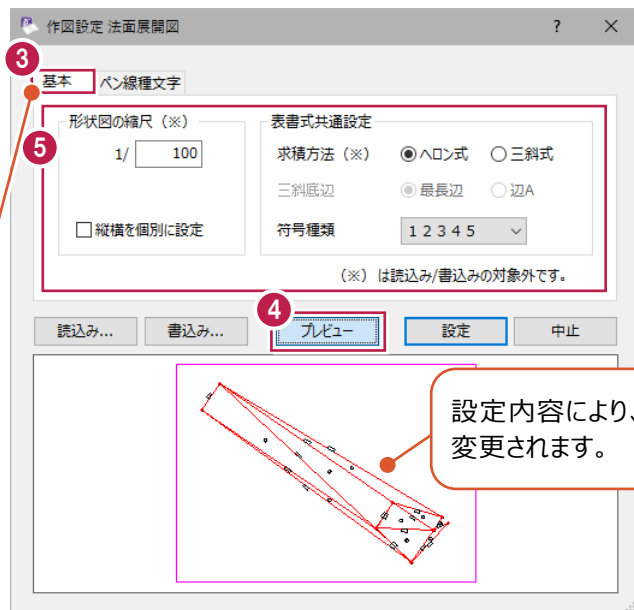 作図設定 法面展開図 ? ×
3
基本 ペン線種文字
5
形状図の縮尺（※） 表書式共通設定
1/ 100 求積方法（※） ヘロン式 三斜式
三斜底辺 最長辺 辺A
縦横を個別に設定 符号種類 1 2 3 4 5
（※）は読込み/書込みの対象外です。
4
読込み... 書込み... プレビュー 設定 中止
設定内容により、
変更されます。